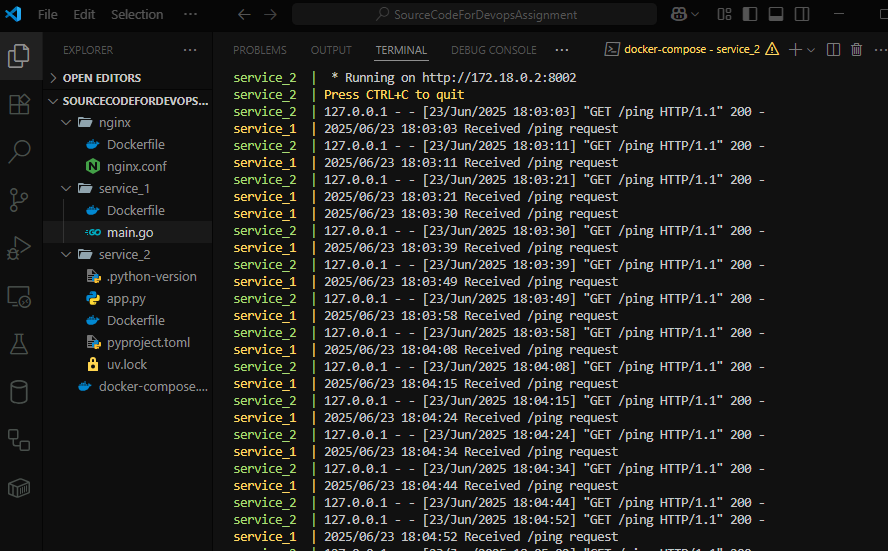 File Edit Selection ··· SourceCodeForDevopsAssignment
EXPLORER ···
OPEN EDITORS
SOURCECODEFORDEVOPS...
nginx
Dockerfile
nginx.conf
service_1
Dockerfile
main.go
service_2
.python-version
app.py
Dockerfile
pyproject.toml
uv.lock
docker-compose....
PROBLEMS OUTPUT TERMINAL DEBUG CONSOLE ··· docker-compose - service_2
service_2 | * Running on http://172.18.0.2:8002
service_2 | Press CTRL+C to quit
service_2 | 127.0.0.1 - - [23/Jun/2025 18:03:03] "GET /ping HTTP/1.1" 200 -
service_1 | 2025/06/23 18:03:03 Received /ping request
service_2 | 127.0.0.1 - - [23/Jun/2025 18:03:11] "GET /ping HTTP/1.1" 200 -
service_1 | 2025/06/23 18:03:11 Received /ping request
service_2 | 127.0.0.1 - - [23/Jun/2025 18:03:21] "GET /ping HTTP/1.1" 200 -
service_1 | 2025/06/23 18:03:21 Received /ping request
service_1 | 2025/06/23 18:03:30 Received /ping request
service_2 | 127.0.0.1 - - [23/Jun/2025 18:03:30] "GET /ping HTTP/1.1" 200 -
service_1 | 2025/06/23 18:03:39 Received /ping request
service_2 | 127.0.0.1 - - [23/Jun/2025 18:03:39] "GET /ping HTTP/1.1" 200 -
service_1 | 2025/06/23 18:03:49 Received /ping request
service_2 | 127.0.0.1 - - [23/Jun/2025 18:03:49] "GET /ping HTTP/1.1" 200 -
service_1 | 2025/06/23 18:03:58 Received /ping request
service_2 | 127.0.0.1 - - [23/Jun/2025 18:03:58] "GET /ping HTTP/1.1" 200 -
service_1 | 2025/06/23 18:04:08 Received /ping request
service_2 | 127.0.0.1 - - [23/Jun/2025 18:04:08] "GET /ping HTTP/1.1" 200 -
service_1 | 2025/06/23 18:04:15 Received /ping request
service_2 | 127.0.0.1 - - [23/Jun/2025 18:04:15] "GET /ping HTTP/1.1" 200 -
service_1 | 2025/06/23 18:04:24 Received /ping request
service_2 | 127.0.0.1 - - [23/Jun/2025 18:04:24] "GET /ping HTTP/1.1" 200 -
service_1 | 2025/06/23 18:04:34 Received /ping request
service_2 | 127.0.0.1 - - [23/Jun/2025 18:04:34] "GET /ping HTTP/1.1" 200 -
service_1 | 2025/06/23 18:04:44 Received /ping request
service_2 | 127.0.0.1 - - [23/Jun/2025 18:04:44] "GET /ping HTTP/1.1" 200 -
service_2 | 127.0.0.1 - - [23/Jun/2025 18:04:52] "GET /ping HTTP/1.1" 200 -
service_1 | 2025/06/23 18:04:52 Received /ping request